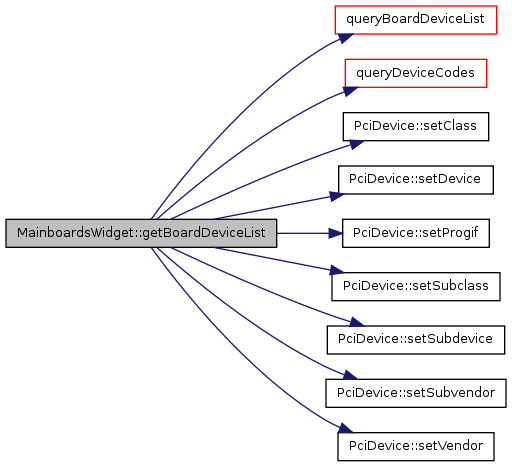 queryBoardDeviceList
queryDeviceCodes
PciDevice::setClass
PciDevice::setDevice
MainboardsWidget::getBoardDeviceList
PciDevice::setProgif
PciDevice::setSubclass
PciDevice::setSubdevice
PciDevice::setSubvendor
PciDevice::setVendor